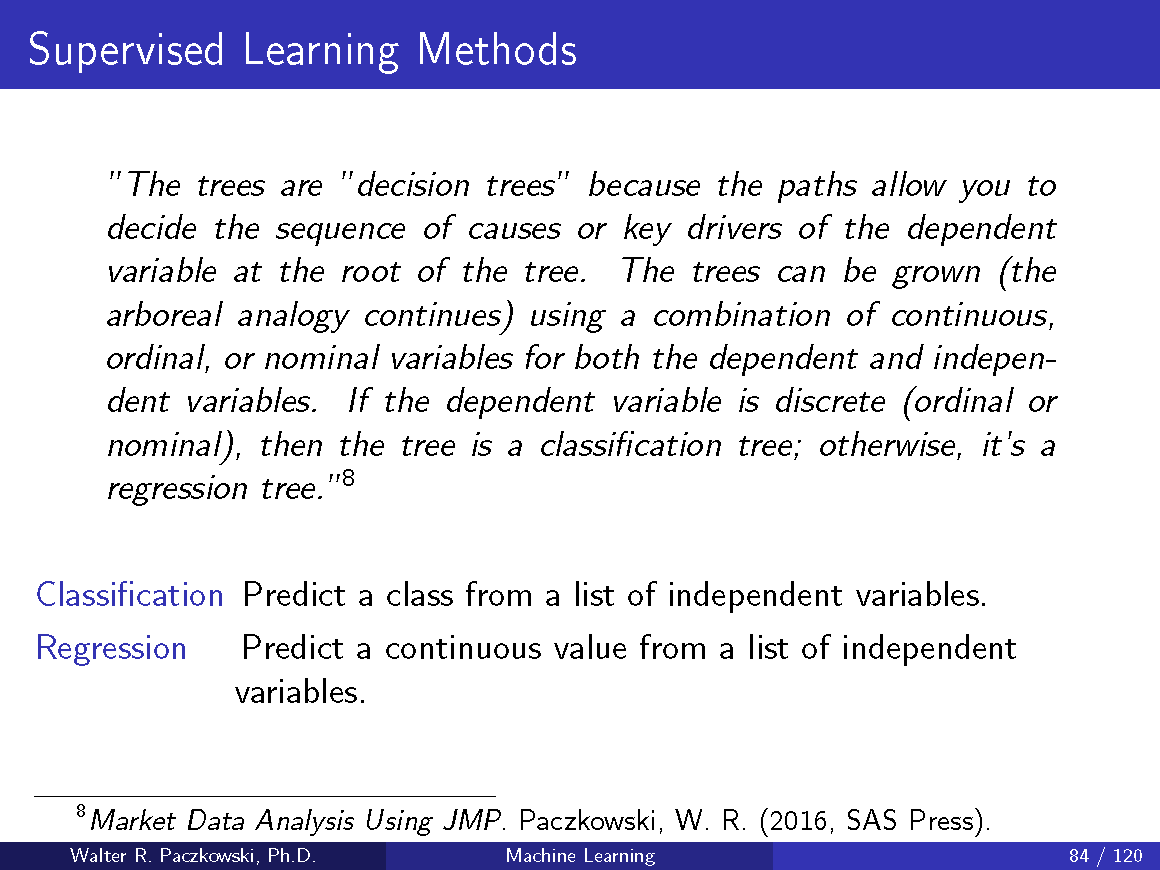 Supervised Learning Methods
”The trees are ”decision trees” because the paths allow you to
decide the sequence of causes or key drivers of the dependent
variable at the root of the tree. The trees can be grown (the
arboreal analogy continues) using a combination of continuous,
ordinal, or nominal variables for both the dependent and indepen-
dent variables. If the dependent variable is discrete (ordinal or
nominal), then the tree is a classification tree; otherwise, it's a
regression tree.”8
Classification Predict a class from a list of independent variables.
Regression Predict a continuous value from a list of independent
variables.
8Market Data Analysis Using JMP. Paczkowski, W. R. (2016, SAS Press).
Walter R. Paczkowski, Ph.D. Machine Learning 84 / 120